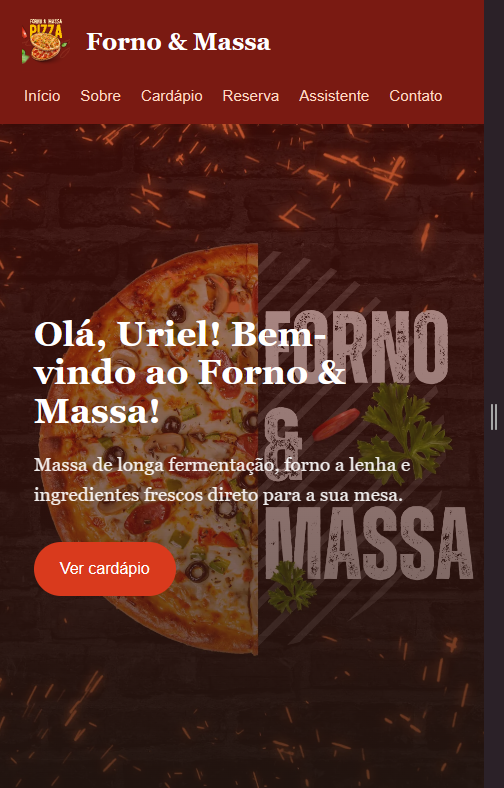 FORNO & MASSA
PIZZA
Forno & Massa
Início Sobre Cardápio Reserva Assistente Contato
FORNO
&
MASSA
Olá, Uriel! Bem-
vindo ao Forno &
Massa!
Massa de longa fermentação, forno a lenha e
ingredientes frescos direto para a sua mesa.
Ver cardápio